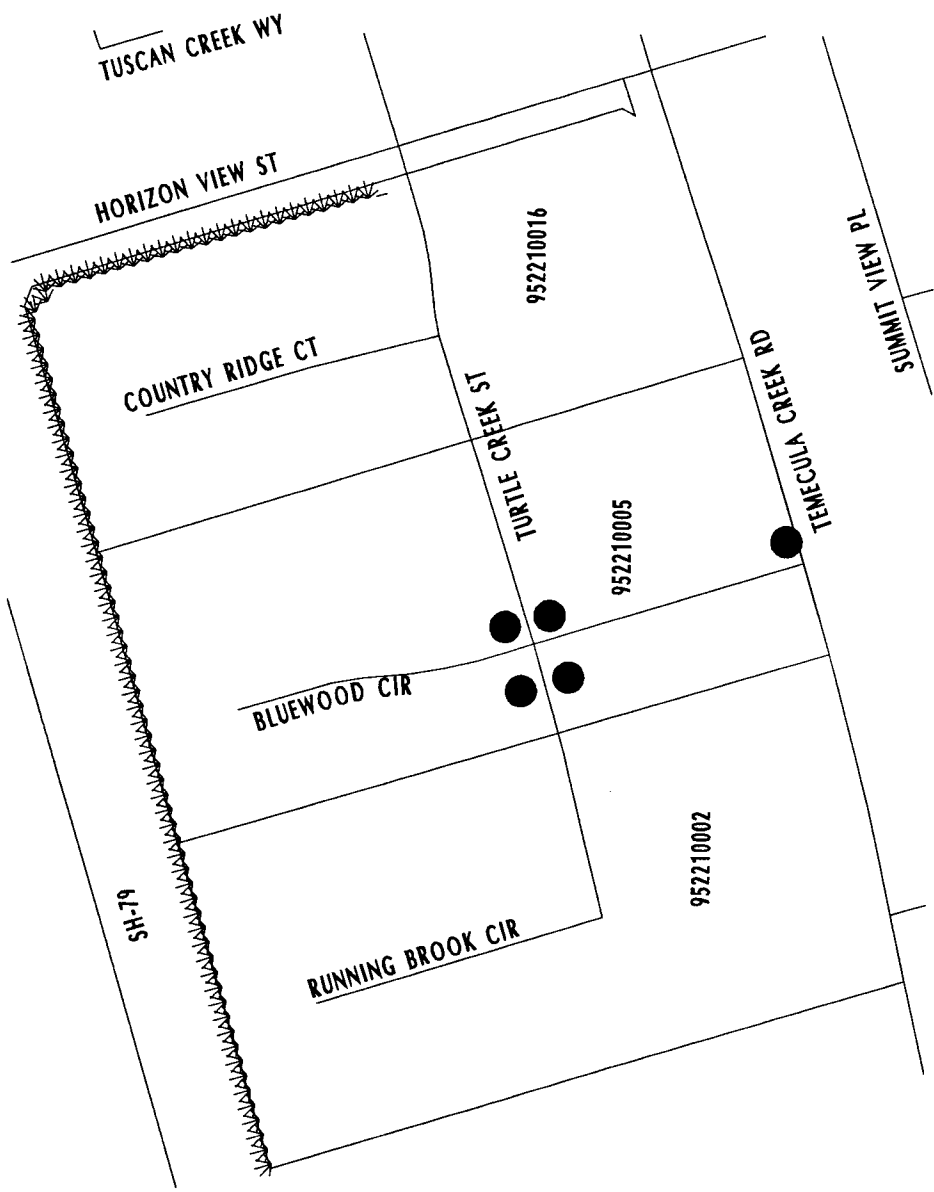 TUSCAN CREEK WY
HORIZON VIEW ST
952210016
SUMMIT VIEW PL
COUNTRY RIDGE CT
TURTLE CREEK ST
TEMECULA CREEK RD
952210005
BLUEWOOD CIR
952210002
SH-79
RUNNING BROOK CIR